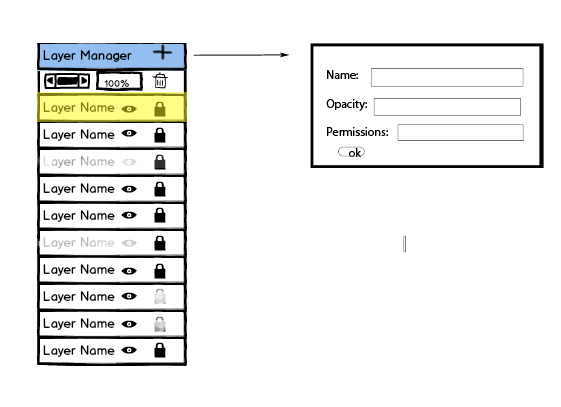 Layer Manager
100%
Layer Name
Layer Name
Layer Name
Layer Name
Layer Name
Layer Name
Layer Name
Layer Name
Layer Name
Layer Name
Name:
Opacity:
Permissions:
ok